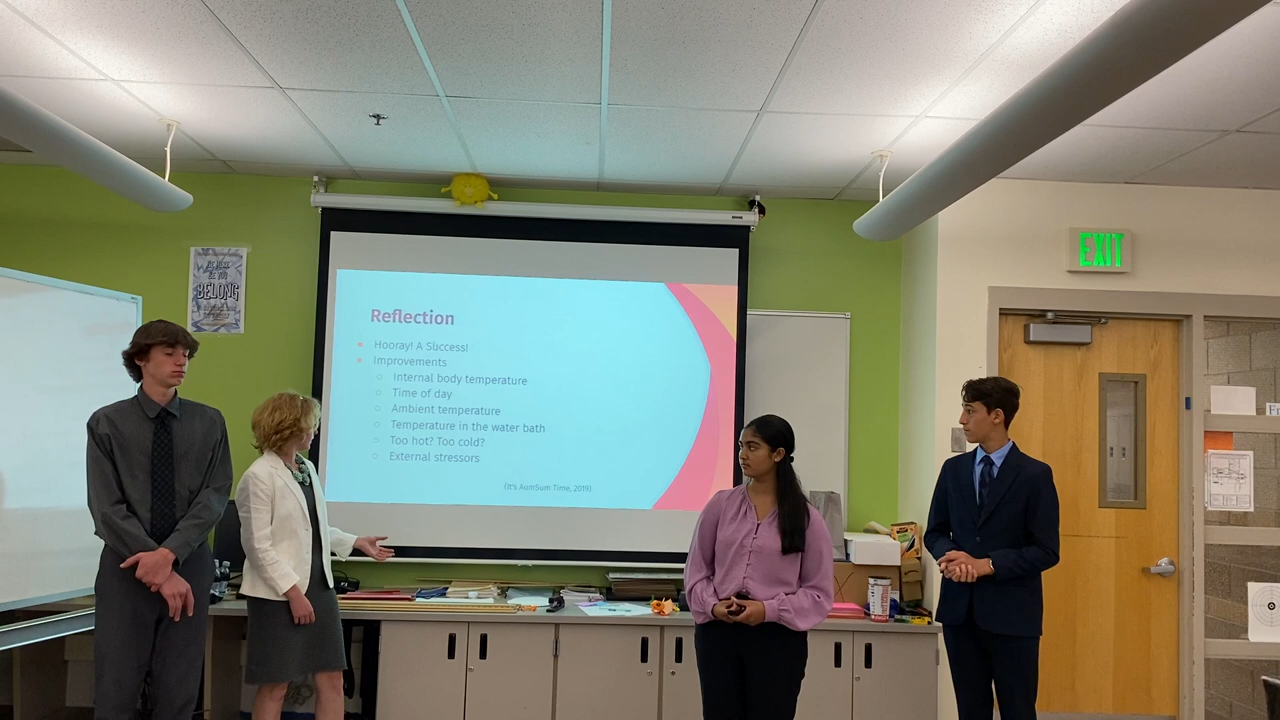 BELONG
EXIT
Reflection
Hooray! A Success!
Improvements
Internal body temperature
Time of day
Ambient temperature
Temperature in the water bath
Too hot? Too cold?
External stressors
(It's AumSum Time, 2019)